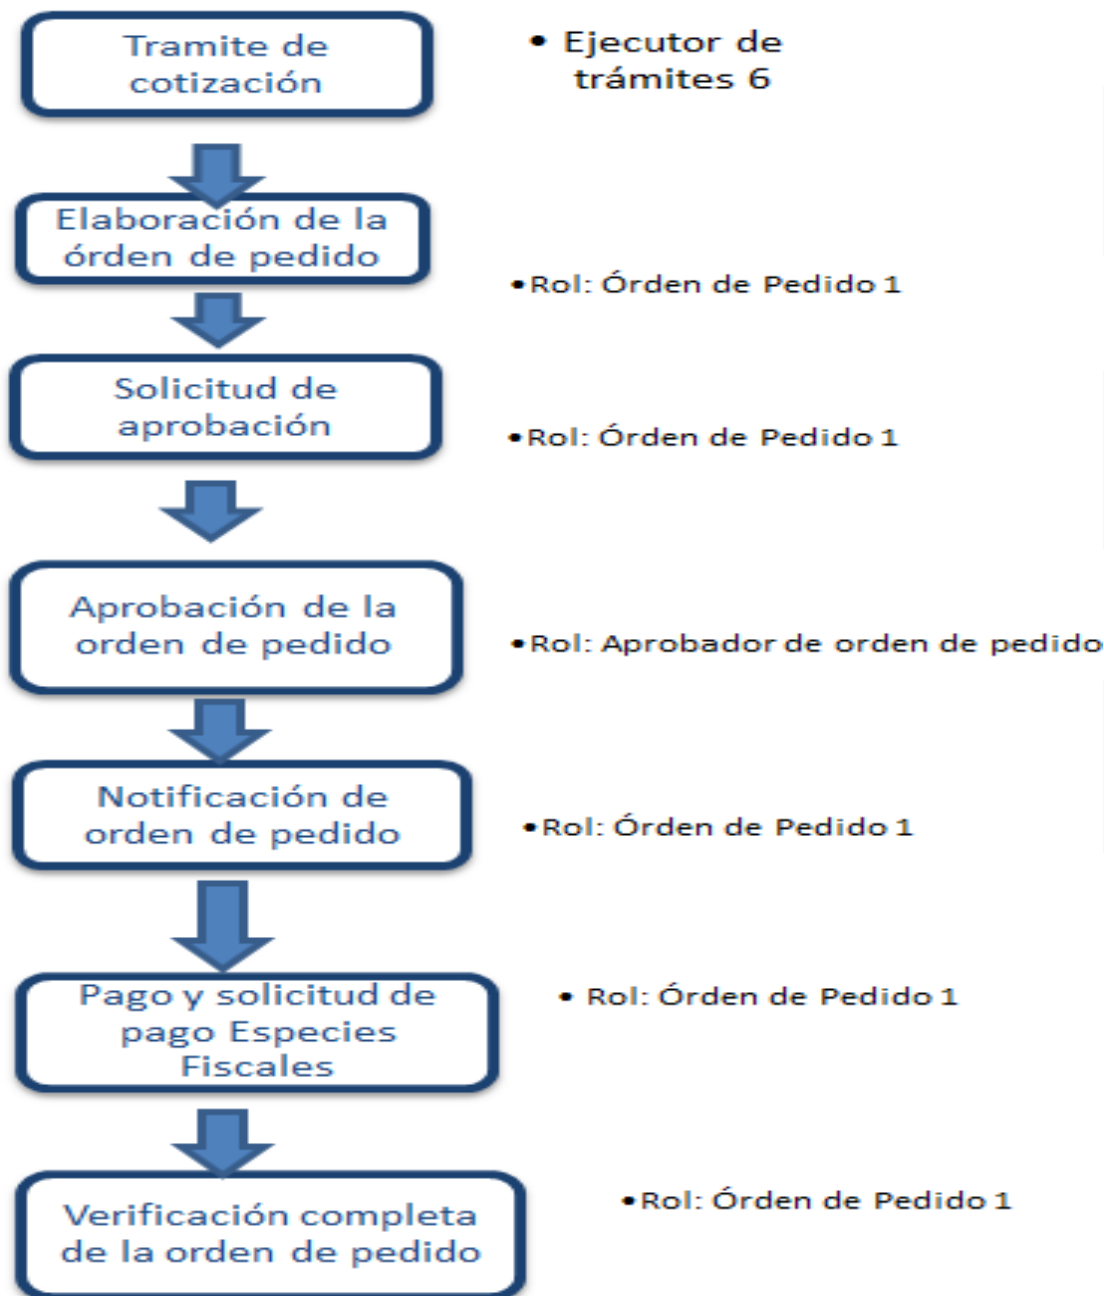 Tramite de
cotización
• Ejecutor de
trámites 6
Elaboración de la
órden de pedido
•Rol: Órden de Pedido 1
Solicitud de
aprobación
•Rol: Órden de Pedido 1
Aprobación de la
orden de pedido
•Rol: Aprobador de orden de pedido
Notificación de
orden de pedido
•Rol: Órden de Pedido 1
Pago y solicitud de
pago Especies
Fiscales
• Rol: Órden de Pedido 1
Verificación completa
de la orden de pedido
•Rol: Órden de Pedido 1